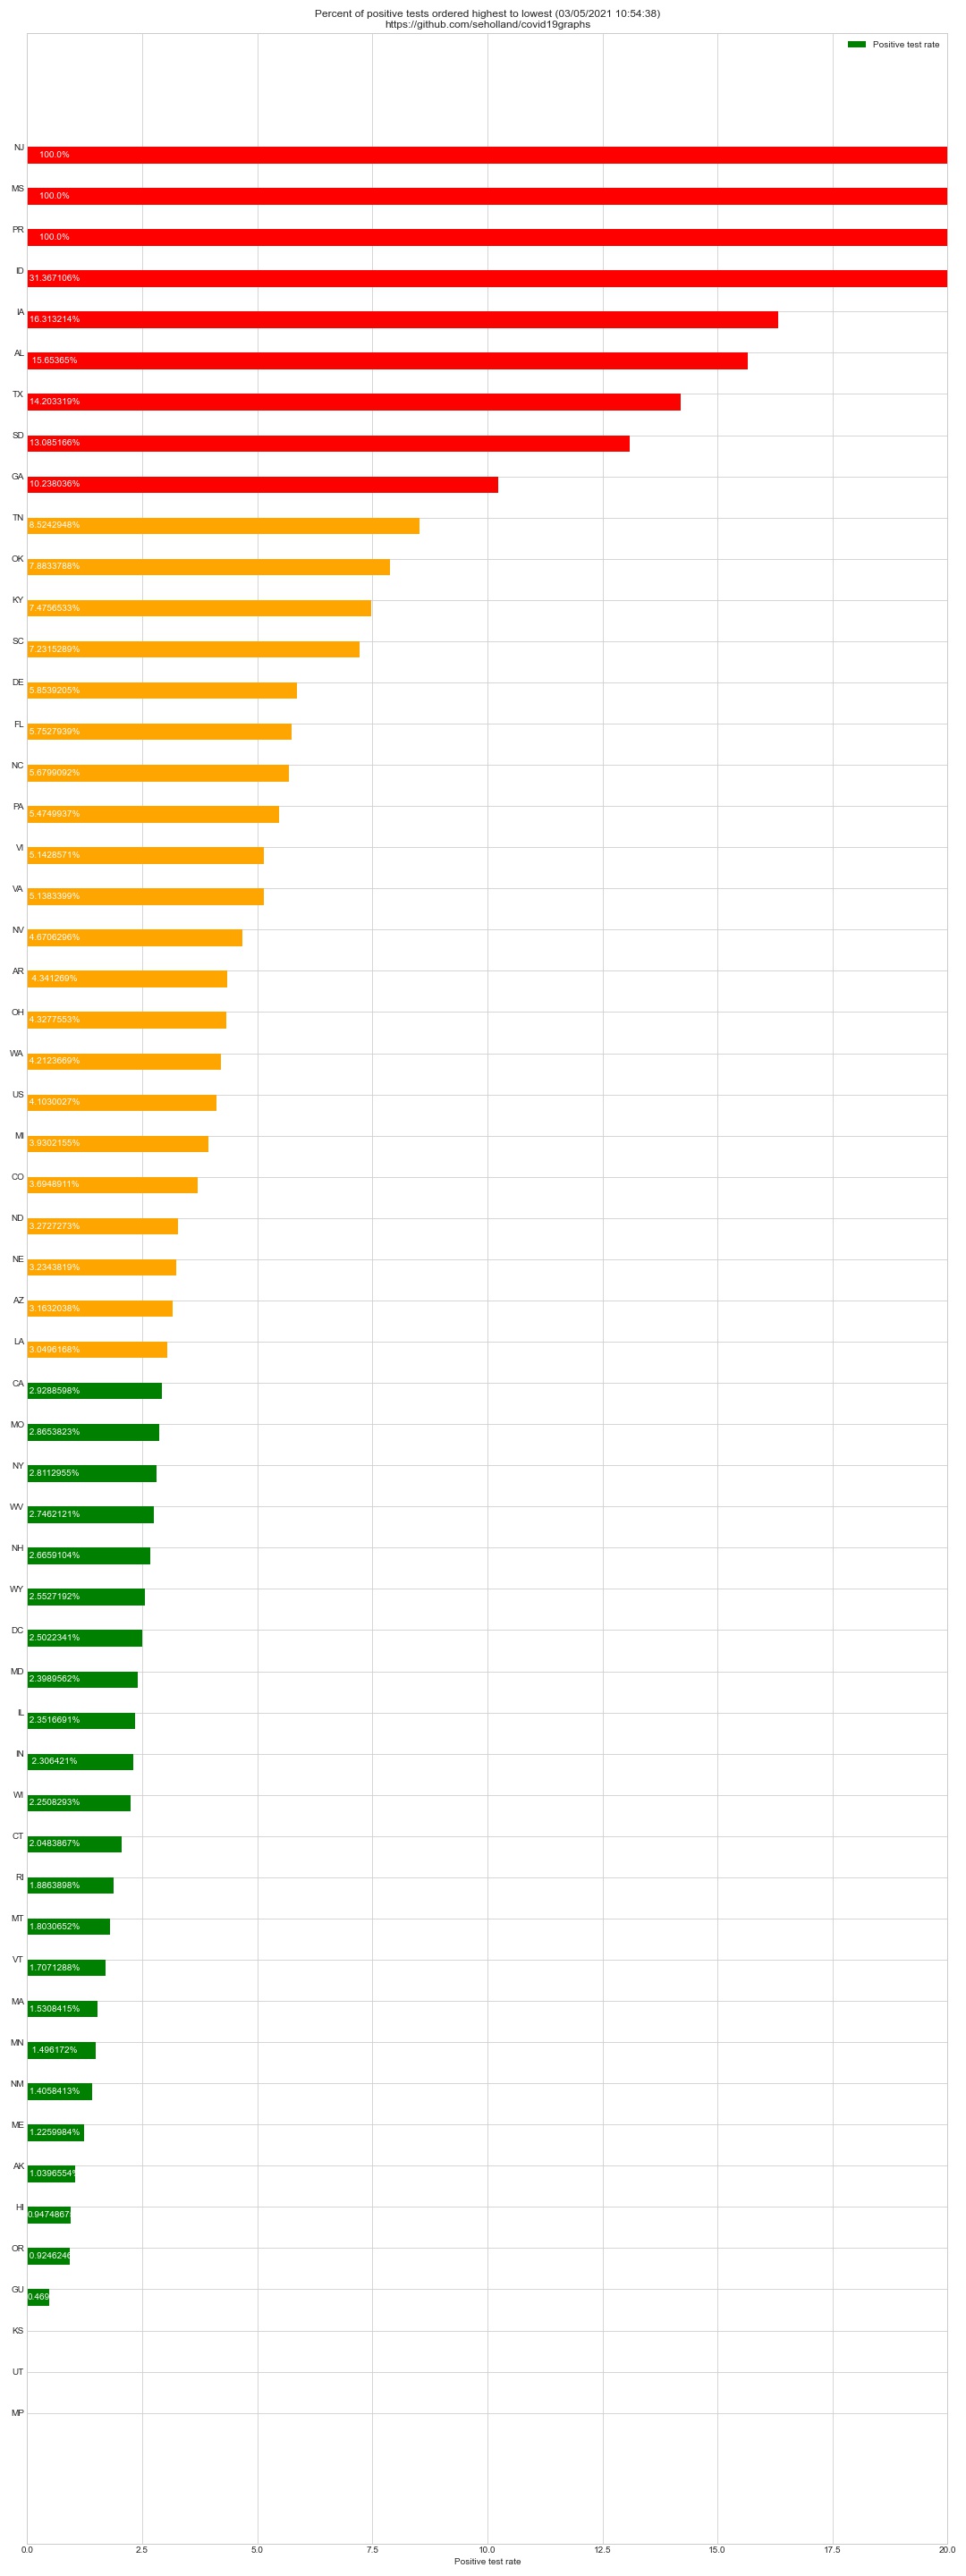 Percent of positive tests ordered highest to lowest (03/05/2021 10:54:38)
https://github.com/seholland/covid19graphs
Positive test rate
NJ 100.0%
MS 100.0%
PR 100.0%
ID 31.367106%
IA 16.313214%
AL 15.65365%
TX 14.203319%
SD 13.085166%
GA 10.238036%
TN 8.5242948%
OK 7.8833788%
KY 7.4756533%
SC 7.2315289%
DE 5.8539205%
FL 5.7527939%
NC 5.6799092%
PA 5.4749937%
VI 5.1428571%
VA 5.1383399%
NV 4.6706296%
AR 4.341269%
OH 4.3277553%
WA 4.2123669%
US 4.1030027%
MI 3.9302155%
CO 3.6948911%
ND 3.2727273%
NE 3.2343819%
AZ 3.1632038%
LA 3.0496168%
CA 2.9288598%
MO 2.8653823%
NY 2.8112955%
WV 2.7462121%
NH 2.6659104%
WY 2.5527192%
DC 2.5022341%
MD 2.3989562%
IL 2.3516691%
IN 2.306421%
WI 2.2508293%
CT 2.0483867%
RI 1.8863898%
MT 1.8030652%
VT 1.7071288%
MA 1.5308415%
MN 1.496172%
NM 1.4058413%
ME 1.2259984%
AK 1.0396554%
HI 0.9474867
OR 0.9246246
GU 0.469
KS
UT
MP
0.0 2.5 5.0 7.5 10.0 12.5 15.0 17.5 20.0
Positive test rate